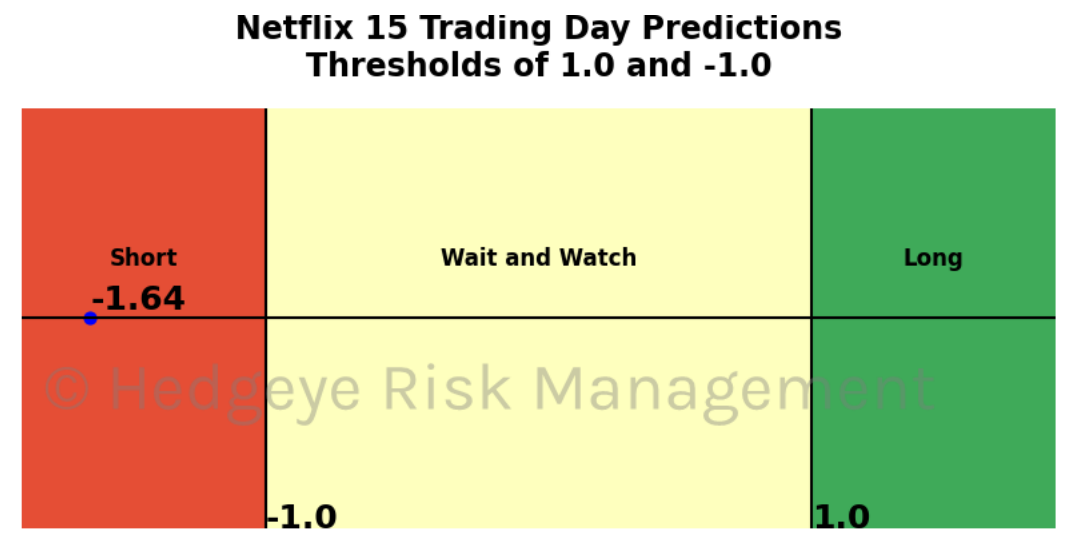 Netflix 15 Trading Day Predictions
Thresholds of 1.0 and -1.0
Short
Wait and Watch
Long
-1.64
© Hedgeye Risk Management
-1.0
1.0